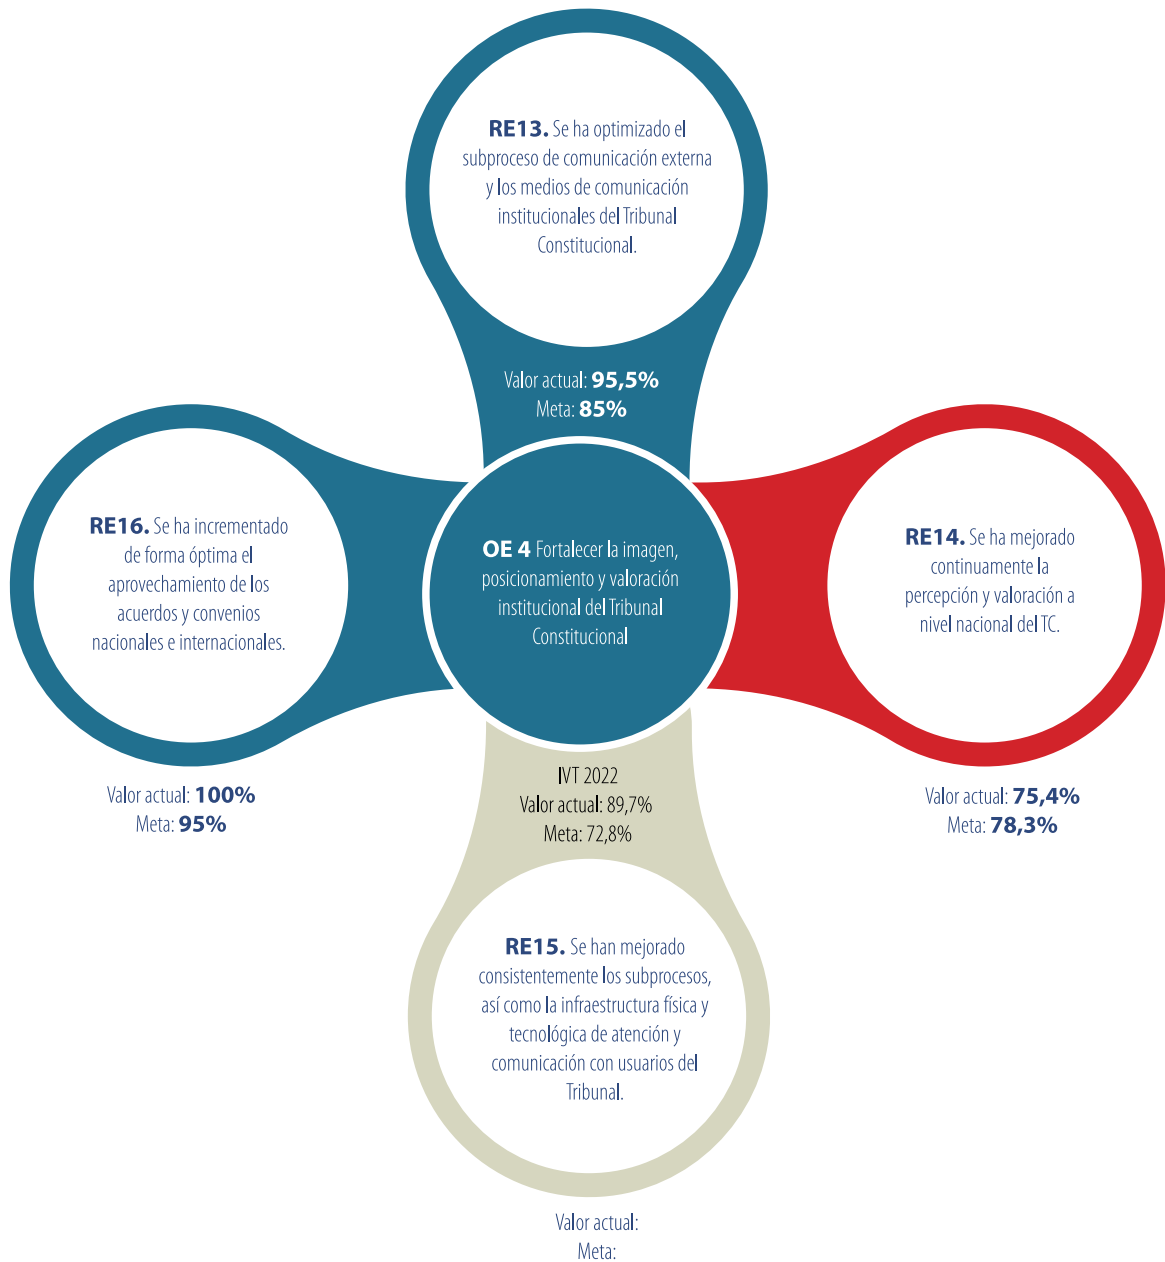 RE13. Se ha optimizado el
subproceso de comunicación externa
y los medios de comunicación
institucionales del Tribunal
Constitucional.
Valor actual: 95,5%
Meta: 85%
RE16. Se ha incrementado
de forma óptima el
aprovechamiento de los
acuerdos y convenios
nacionales e internacionales.
Valor actual: 100%
Meta: 95%
OE 4 Fortalecer la imagen,
posicionamiento y valoración
institucional del Tribunal
Constitucional
RE14. Se ha mejorado
continuamente la
percepción y valoración a
nivel nacional del TC.
Valor actual: 75,4%
Meta: 78,3%
IVT 2022
Valor actual: 89,7%
Meta: 72,8%
RE15. Se han mejorado
consistentemente los subprocesos,
así como la infraestructura física y
tecnológica de atención y
comunicación con usuarios del
Tribunal.
Valor actual:
Meta: